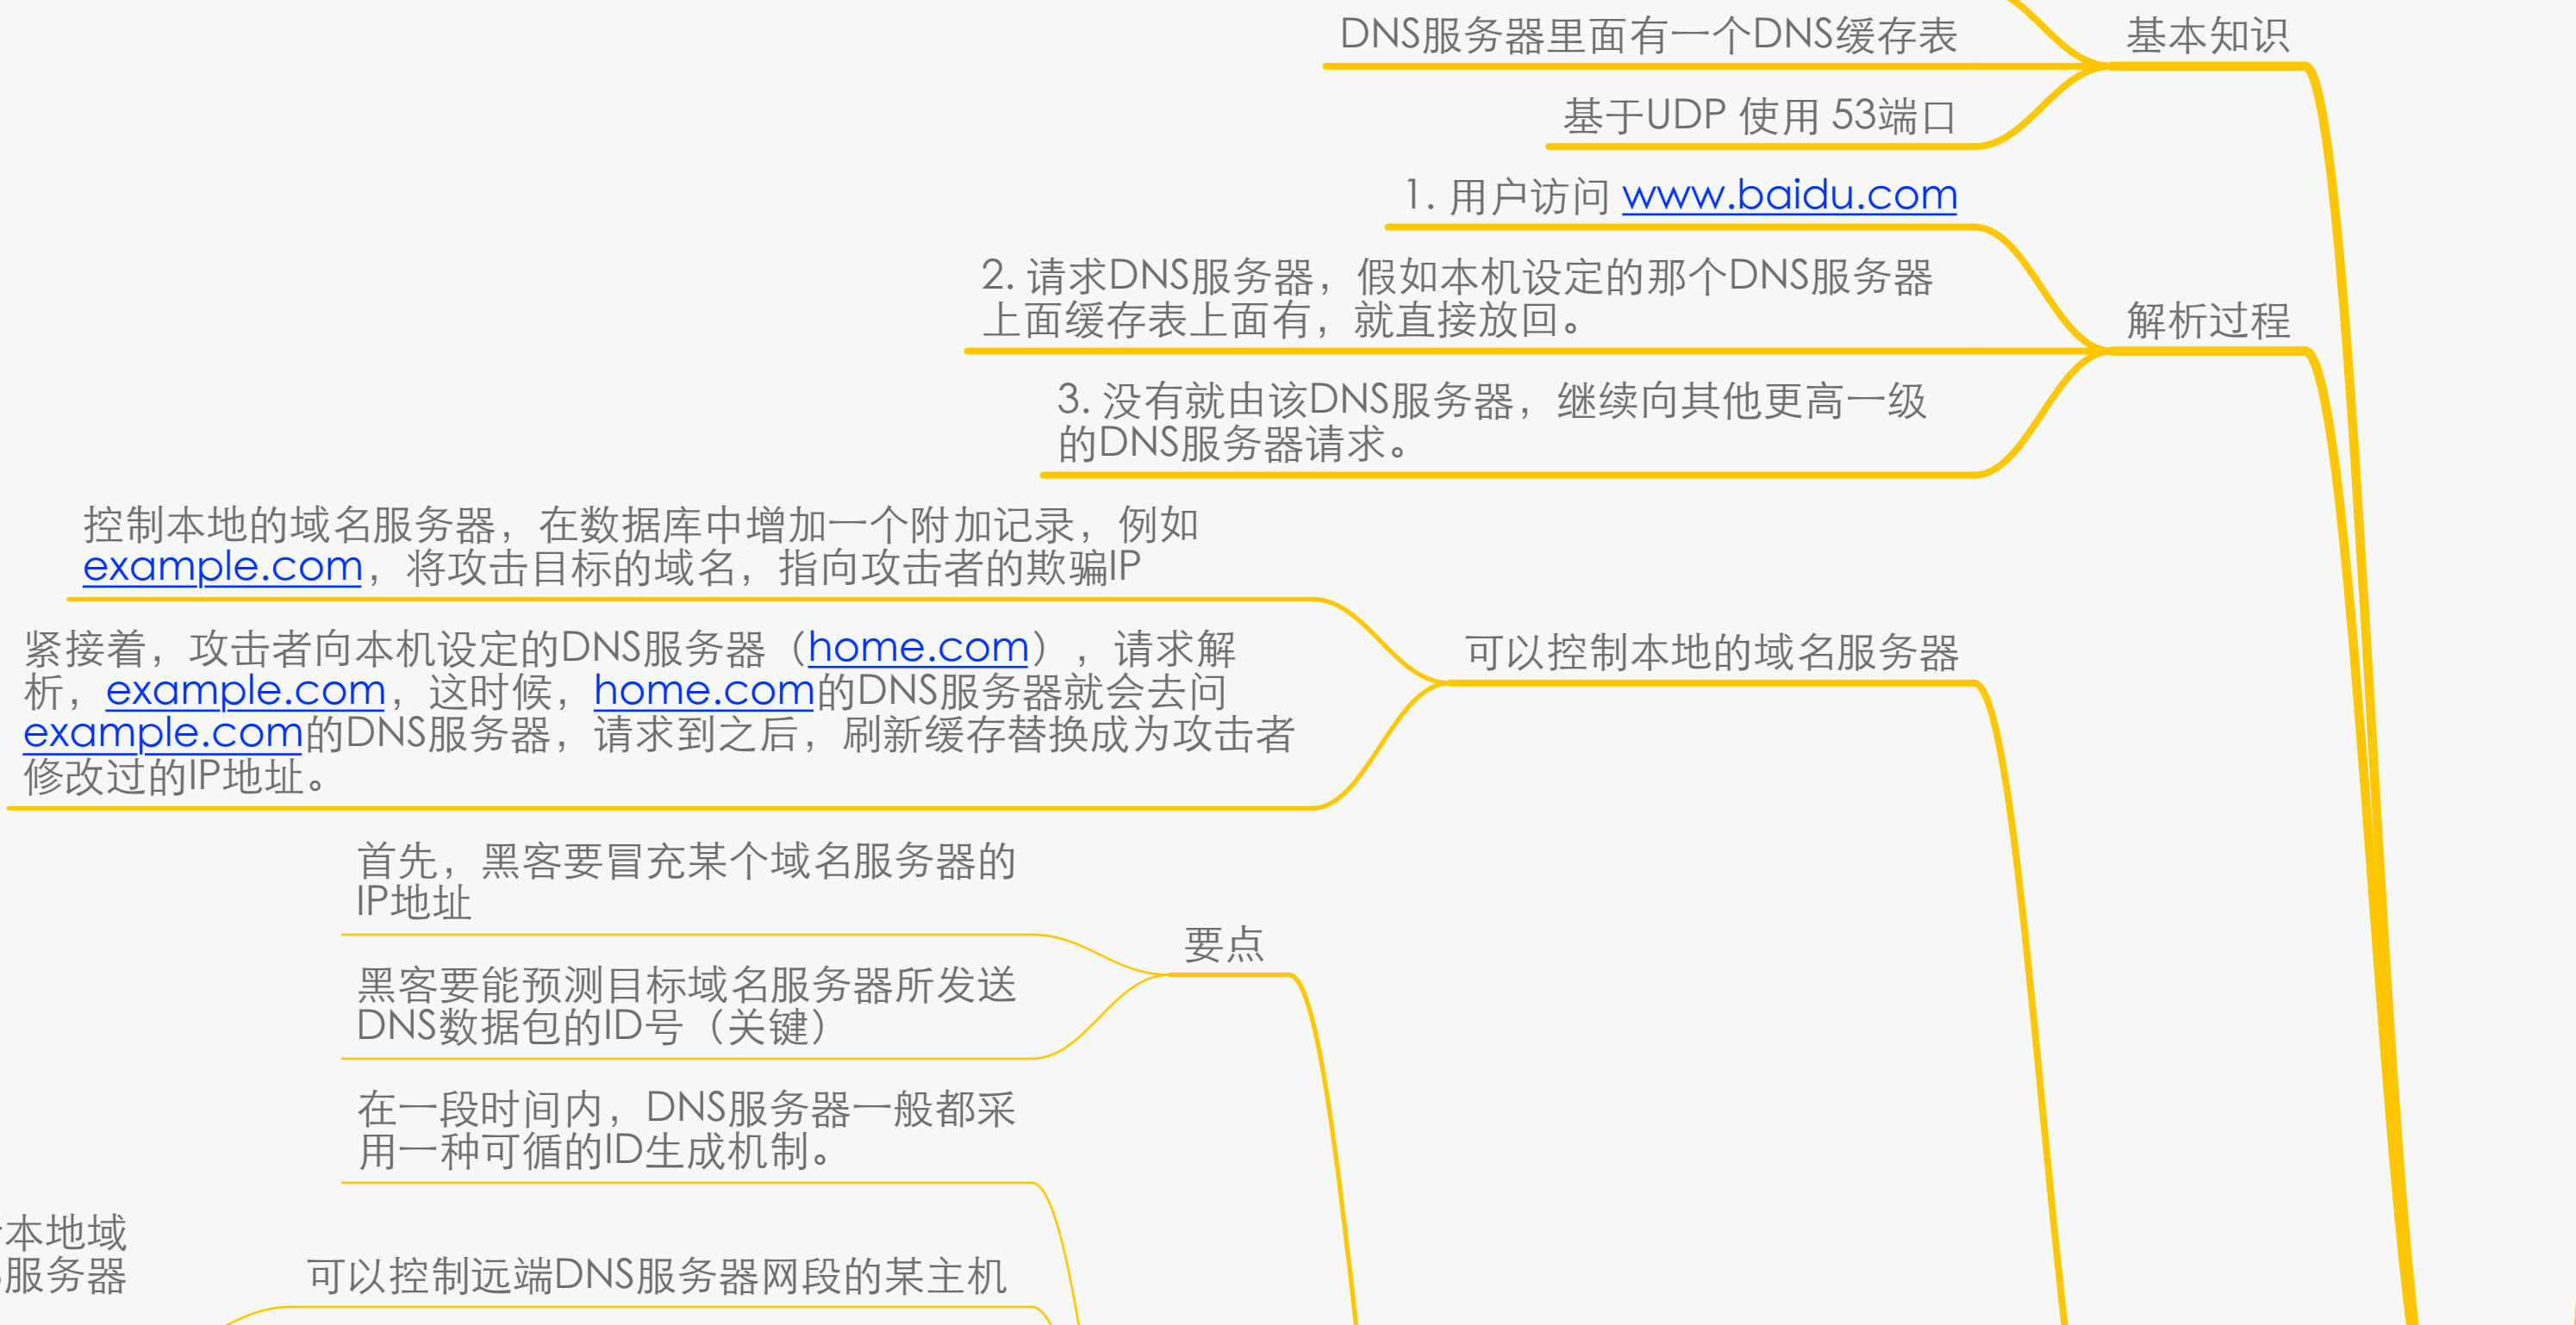 DNS服务器里面有一个DNS缓存表
基本知识
基于UDP 使用 53端口
1. 用户访问 www.baidu.com
2. 请求DNS服务器，假如本机设定的那个DNS服务器
上面缓存表上面有，就直接放回。
解析过程
3. 没有就由该DNS服务器，继续向其他更高一级
的DNS服务器请求。
控制本地的域名服务器，在数据库中增加一个附加记录，例如
example.com，将攻击目标的域名，指向攻击者的欺骗IP
紧接着，攻击者向本机设定的DNS服务器（home.com），请求解
析，example.com，这时候，home.com的DNS服务器就会去问
example.com的DNS服务器，请求到之后，刷新缓存替换成为攻击者
修改过的IP地址。
可以控制本地的域名服务器
首先，黑客要冒充某个域名服务器的
IP地址
要点
黑客要能预测目标域名服务器所发送
DNS数据包的ID号（关键）
在一段时间内，DNS服务器一般都采
用一种可循的ID生成机制。
本地域
服务器
可以控制远端DNS服务器网段的某主机